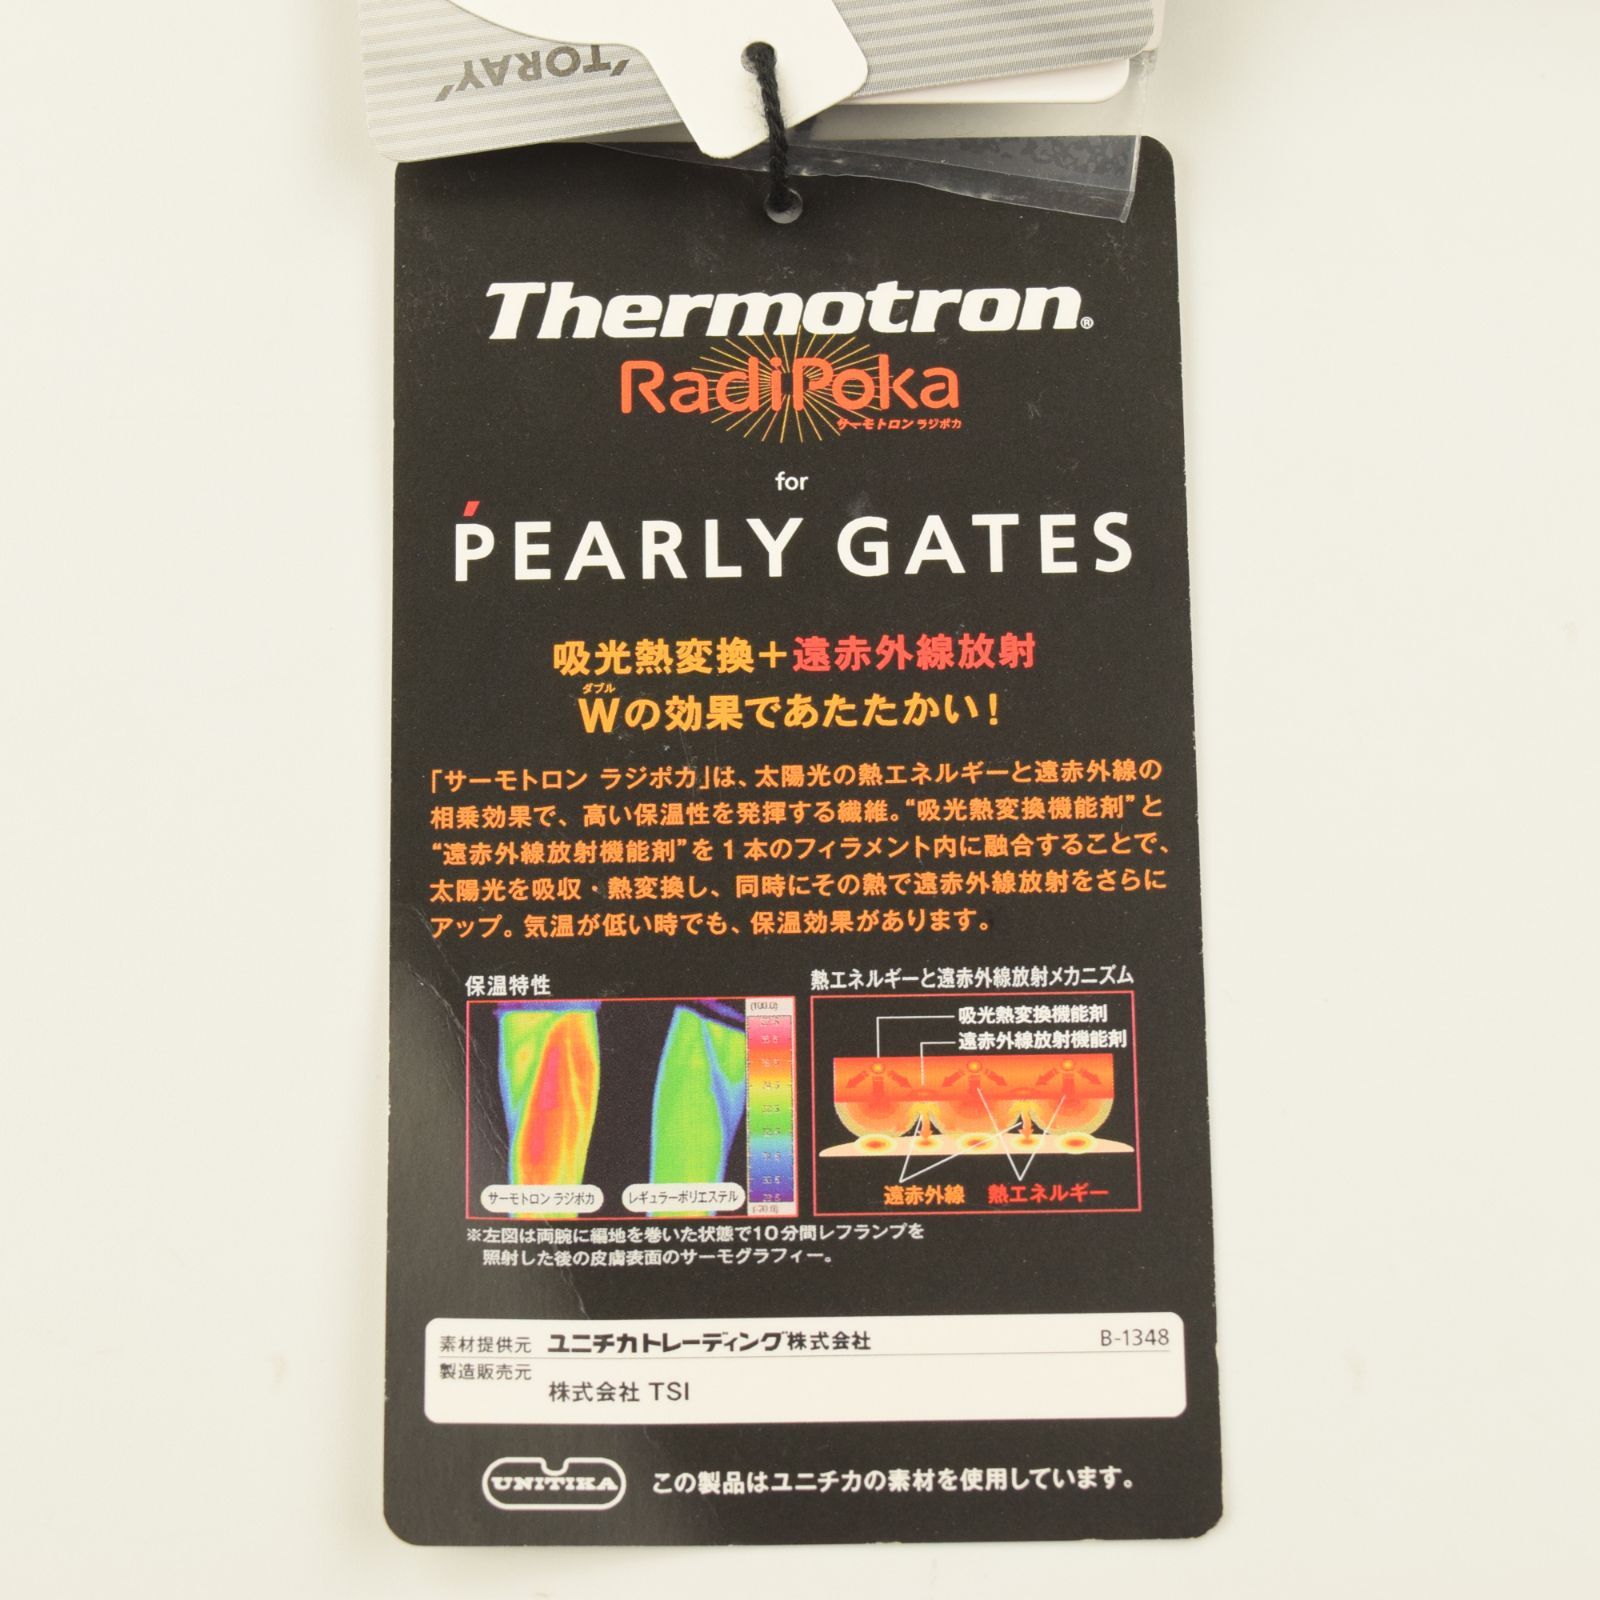 'TORAY'
Thermotron®
RadiPoka
サーモトロン ラジポカ
for
PEARLY GATES
吸光熱変換＋遠赤外線放射
ダブル
Wの効果であたたかい！
「サーモトロン ラジポカ」は、太陽光の熱エネルギーと遠赤外線の
相乗効果で、高い保温性を発揮する繊維。“吸光熱変換機能剤”と
“遠赤外線放射機能剤”を1本のフィラメント内に融合することで、
太陽光を吸収・熱変換し、同時にその熱で遠赤外線放射をさらに
アップ。気温が低い時でも、保温効果があります。
保温特性
熱エネルギーと遠赤外線放射メカニズム
(100.0)
吸光熱変換機能剤
遠赤外線放射機能剤
サーモトロン ラジポカ
レギュラーポリエステル
(-20.0)
遠赤外線 熱エネルギー
※左図は両腕に編地を巻いた状態で10分間レフランプを
照射した後の皮膚表面のサーモグラフィー。
素材提供元 ユニチカトレーディング株式会社 B-1348
製造販売元
株式会社 TSI
UNITIKA この製品はユニチカの素材を使用しています。